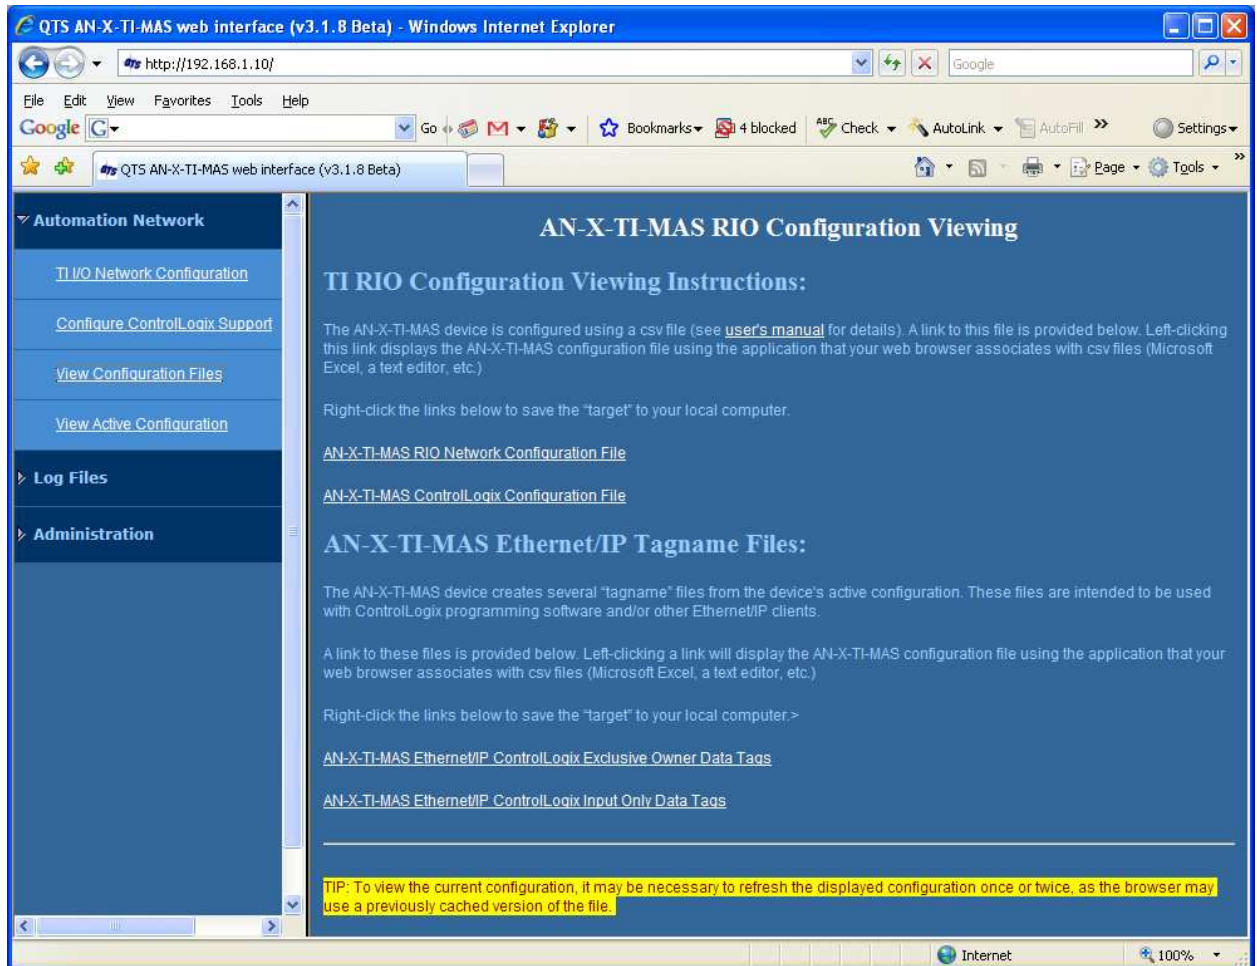 QTS AN-X-TI-MAS web interface (v3.1.8 Beta) - Windows Internet Explorer
http://192.168.1.10/
Google
File Edit View Favorites Tools Help
Google G Go Bookmarks 4 blocked ABC Check AutoLink AutoFill >> Settings
QTS AN-X-TI-MAS web interface (v3.1.8 Beta) Page Tools >>
Automation Network
TI I/O Network Configuration
Configure ControlLogix Support
View Configuration Files
View Active Configuration
Log Files
Administration
AN-X-TI-MAS RIO Configuration Viewing
TI RIO Configuration Viewing Instructions:
The AN-X-TI-MAS device is configured using a csv file (see user's manual for details). A link to this file is provided below. Left-clicking
this link displays the AN-X-TI-MAS configuration file using the application that your web browser associates with csv files (Microsoft
Excel, a text editor, etc.)
Right-click the links below to save the "target" to your local computer.
AN-X-TI-MAS RIO Network Configuration File
AN-X-TI-MAS ControlLogix Configuration File
AN-X-TI-MAS Ethernet/IP Tagname Files:
The AN-X-TI-MAS device creates several "tagname" files from the device's active configuration. These files are intended to be used
with ControlLogix programming software and/or other Ethernet/IP clients.
A link to these files is provided below. Left-clicking a link will display the AN-X-TI-MAS configuration file using the application that your
web browser associates with csv files (Microsoft Excel, a text editor, etc.)
Right-click the links below to save the "target" to your local computer.>
AN-X-TI-MAS Ethernet/IP ControlLogix Exclusive Owner Data Tags
AN-X-TI-MAS Ethernet/IP ControlLogix Input Only Data Tags
TIP: To view the current configuration, it may be necessary to refresh the displayed configuration once or twice, as the browser may
use a previously cached version of the file.
Internet 100%